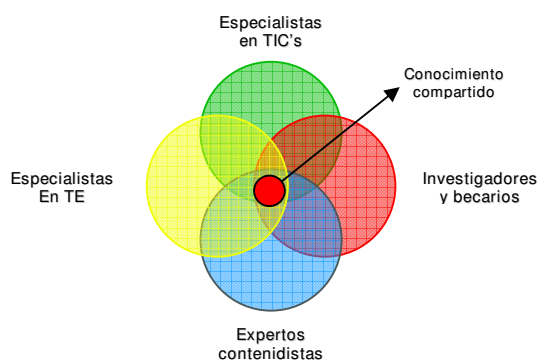 Especialistas
en TIC's
Conocimiento
compartido
Especialistas
En TE
Investigadores
y becarios
Expertos
contenidistas